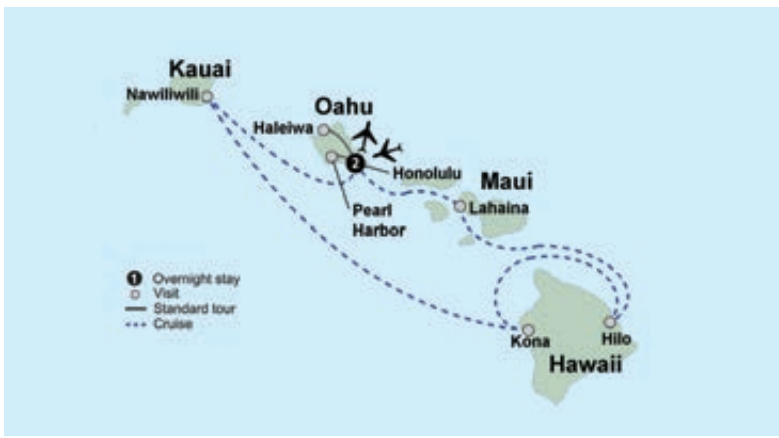 Kauai
Nawiliwili
Oahu
Haleiwa
2
Honolulu
Maui
Pearl
Harbor
Lahaina
1 Overnight stay
Visit
Standard tour
Cruise
Kona
Hilo
Hawaii